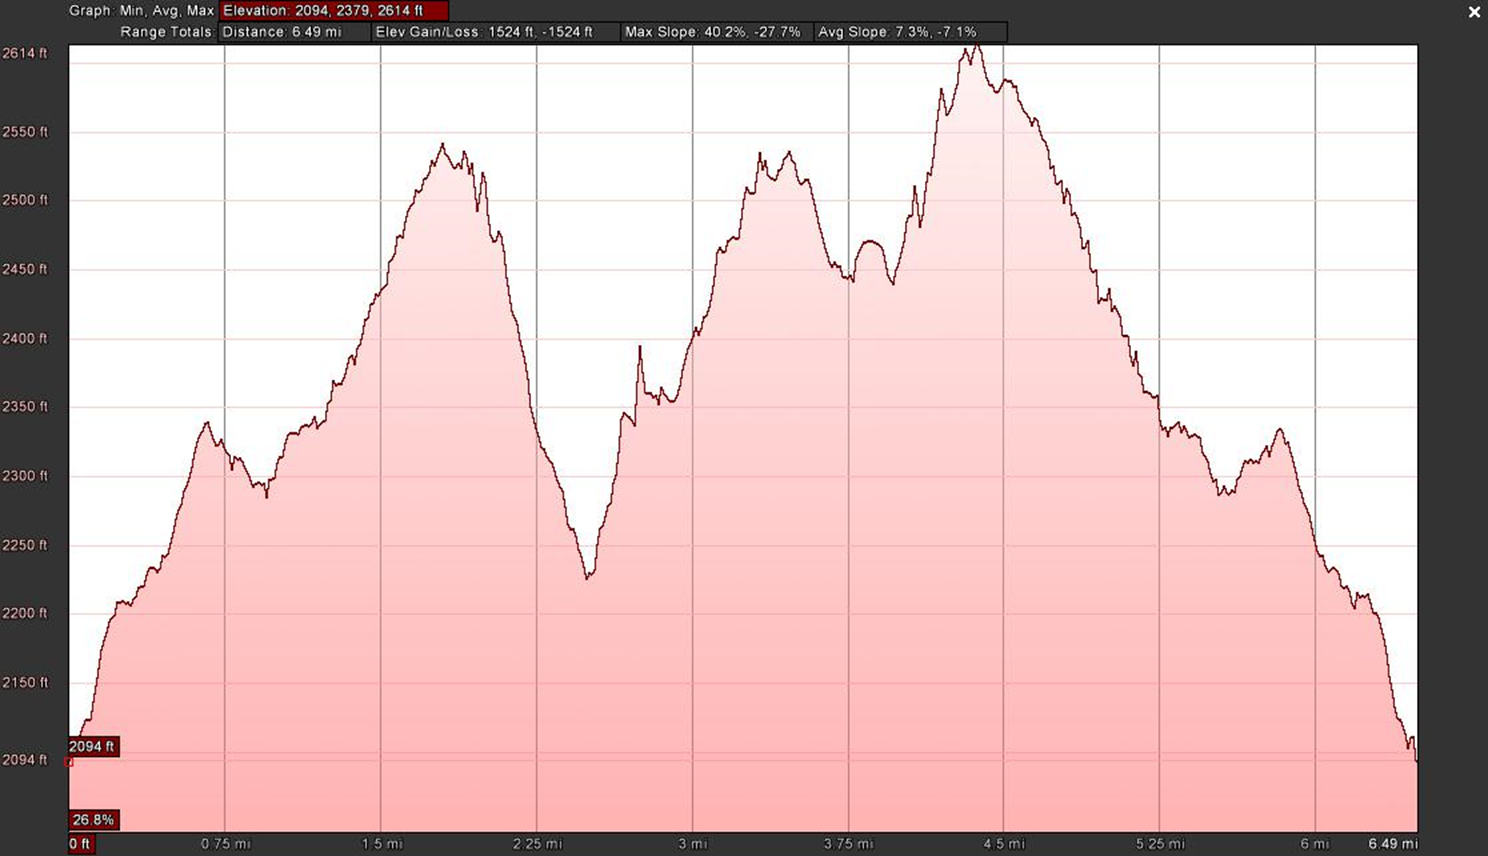 Graph: Min, Avg, Max Elevation: 2094, 2379, 2614 ft
Range Totals: Distance: 6.49 mi Elev Gain/Loss: 1524 ft, -1524 ft Max Slope: 40.2%, -27.7% Avg Slope: 7.3%, -7.1%
2614 ft
2550 ft
2500 ft
2450 ft
2400 ft
2350 ft
2300 ft
2250 ft
2200 ft
2150 ft
2094 ft
2094 ft
26.8%
0 ft 0.75 mi 1.5 mi 2.25 mi 3 mi 3.75 mi 4.5 mi 5.25 mi 6 mi 6.49 mi